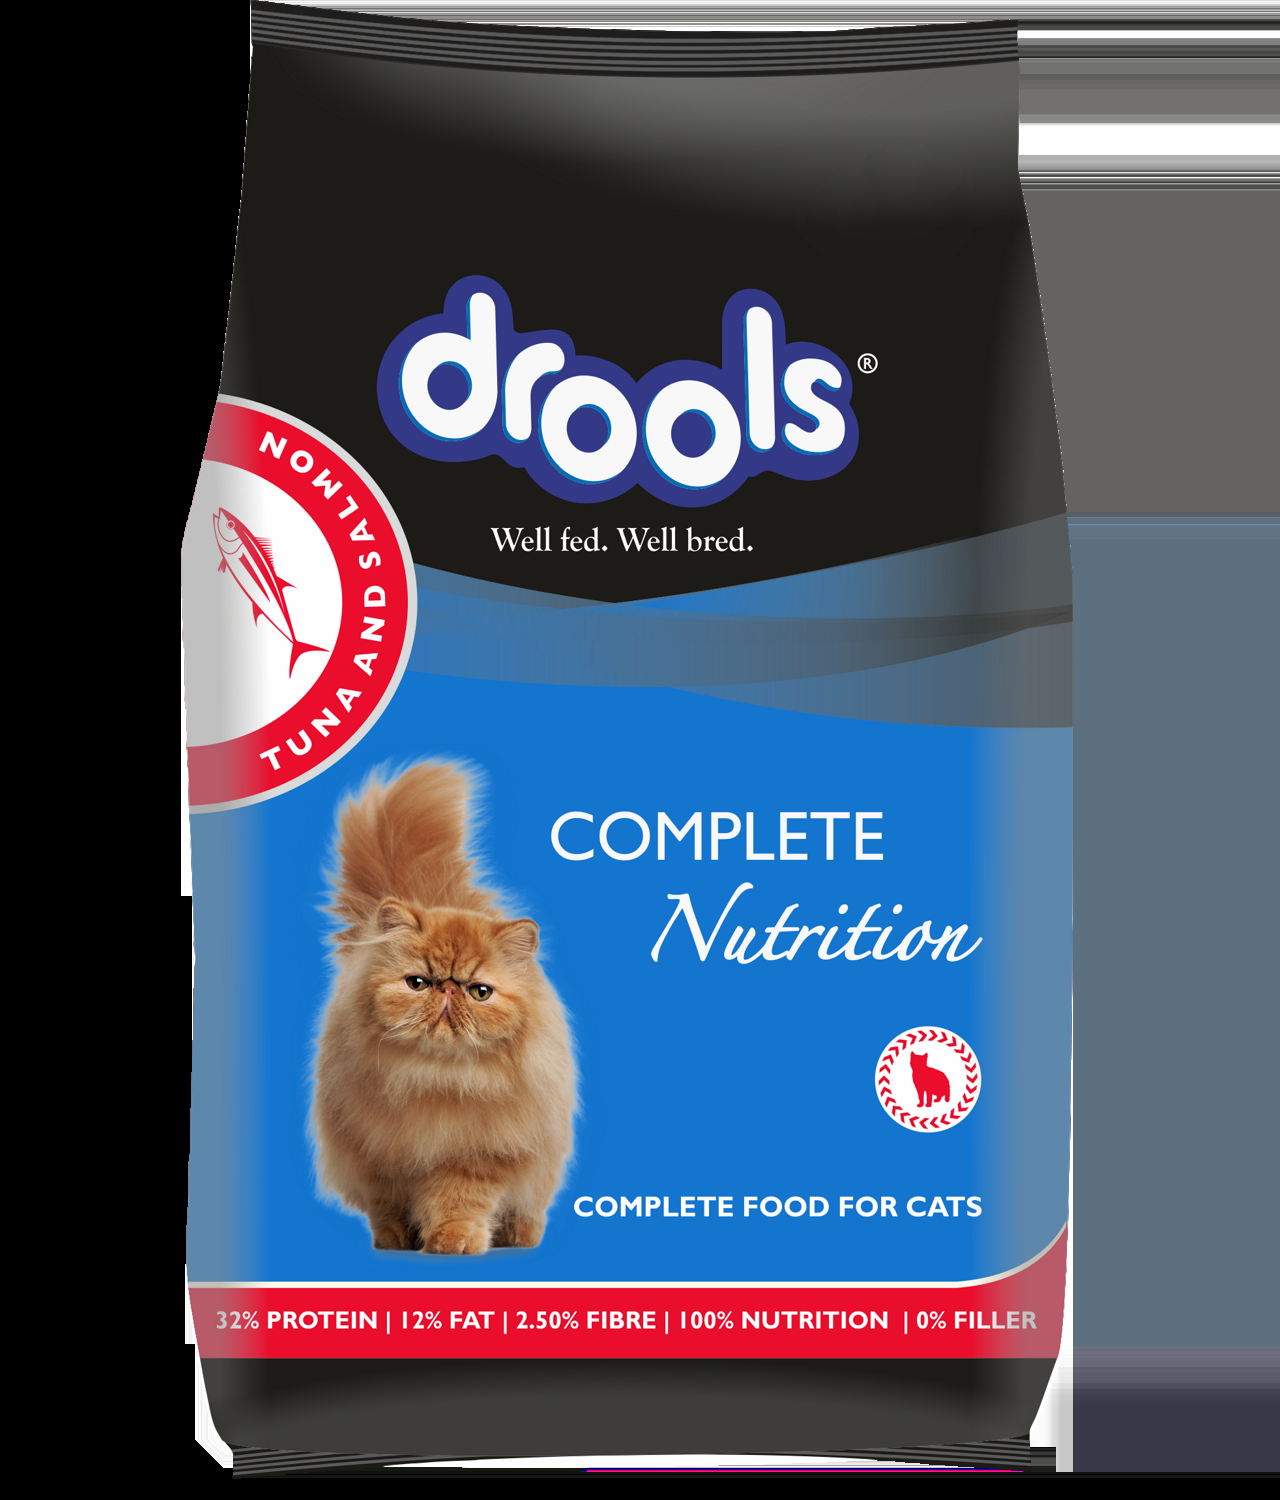 drools®
Well fed. Well bred.
TUNA AND SALMON
COMPLETE
Nutrition
COMPLETE FOOD FOR CATS
32% PROTEIN | 12% FAT | 2.50% FIBRE | 100% NUTRITION | 0% FILLER